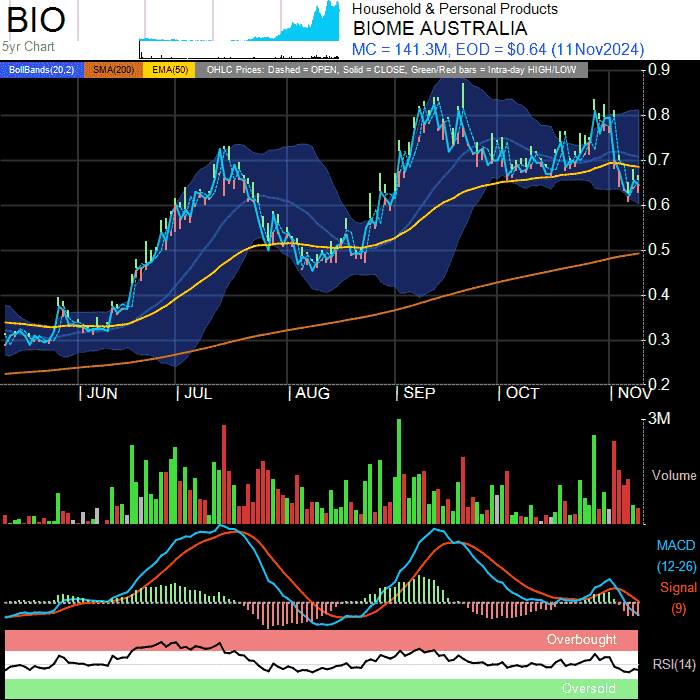 BIO
5yr Chart
Household & Personal Products
BIOME AUSTRALIA
MC = 141.3M, EOD = $0.64 (11Nov2024)
BollBands(20,2) SMA(200) EMA(50) OHLC Prices: Dashed = OPEN, Solid = CLOSE, Green/Red bars = Intra-day HIGH/LOW
0.9
0.8
0.7
0.6
0.5
0.4
0.3
0.2
| JUN | JUL | AUG | SEP | OCT | NOV
3M
Volume
MACD
(12-26)
Signal
(9)
Overbought
RSI(14)
Oversold